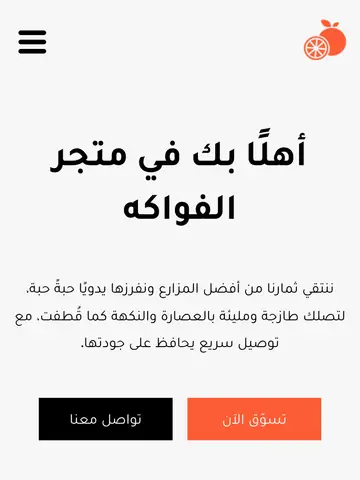 أهلًا بك في متجر
الفواكه
ننتقي ثمارنا من أفضل المزارع ونفرزها يدويًا حبةً حبة،
لتصلك طازجة ومليئة بالعصارة والنكهة كما قُطفت، مع
توصيل سريع يحافظ على جودتها.
تسوّق الآن
تواصل معنا